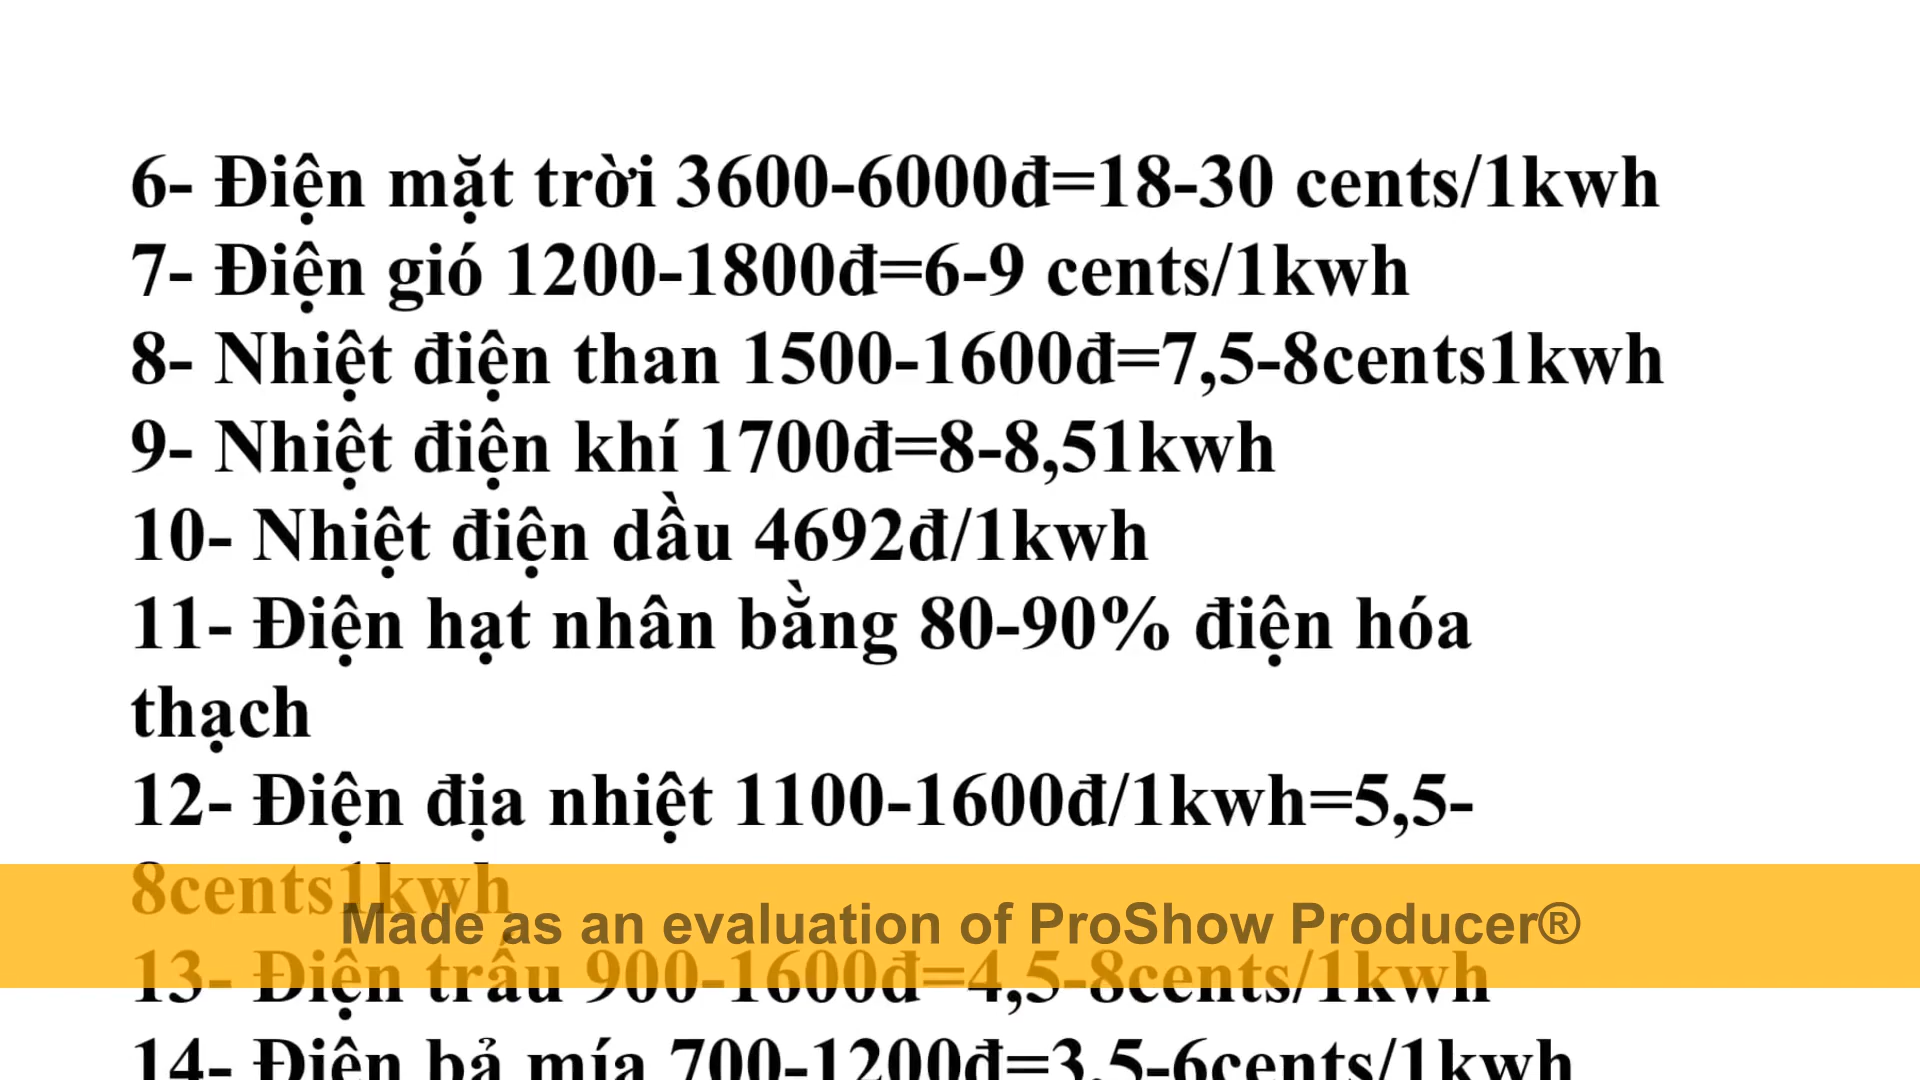 6- Điện mặt trời 3600-6000đ=18-30 cents/1kwh
7- Điện gió 1200-1800đ=6-9 cents/1kwh
8- Nhiệt điện than 1500-1600đ=7,5-8cents1kwh
9- Nhiệt điện khí 1700đ=8-8,51kwh
10- Nhiệt điện dầu 4692đ/1kwh
11- Điện hạt nhân bằng 80-90% điện hóa
thạch
12- Điện địa nhiệt 1100-1600đ/1kwh=5,5-
8cents1kwh
Made as an evaluation of ProShow Producer®
13- Điện trấu 900-1600đ=4,5-8cents/1kwh
14- Điện bả mía 700-1200đ=3,5-6cents/1kwh